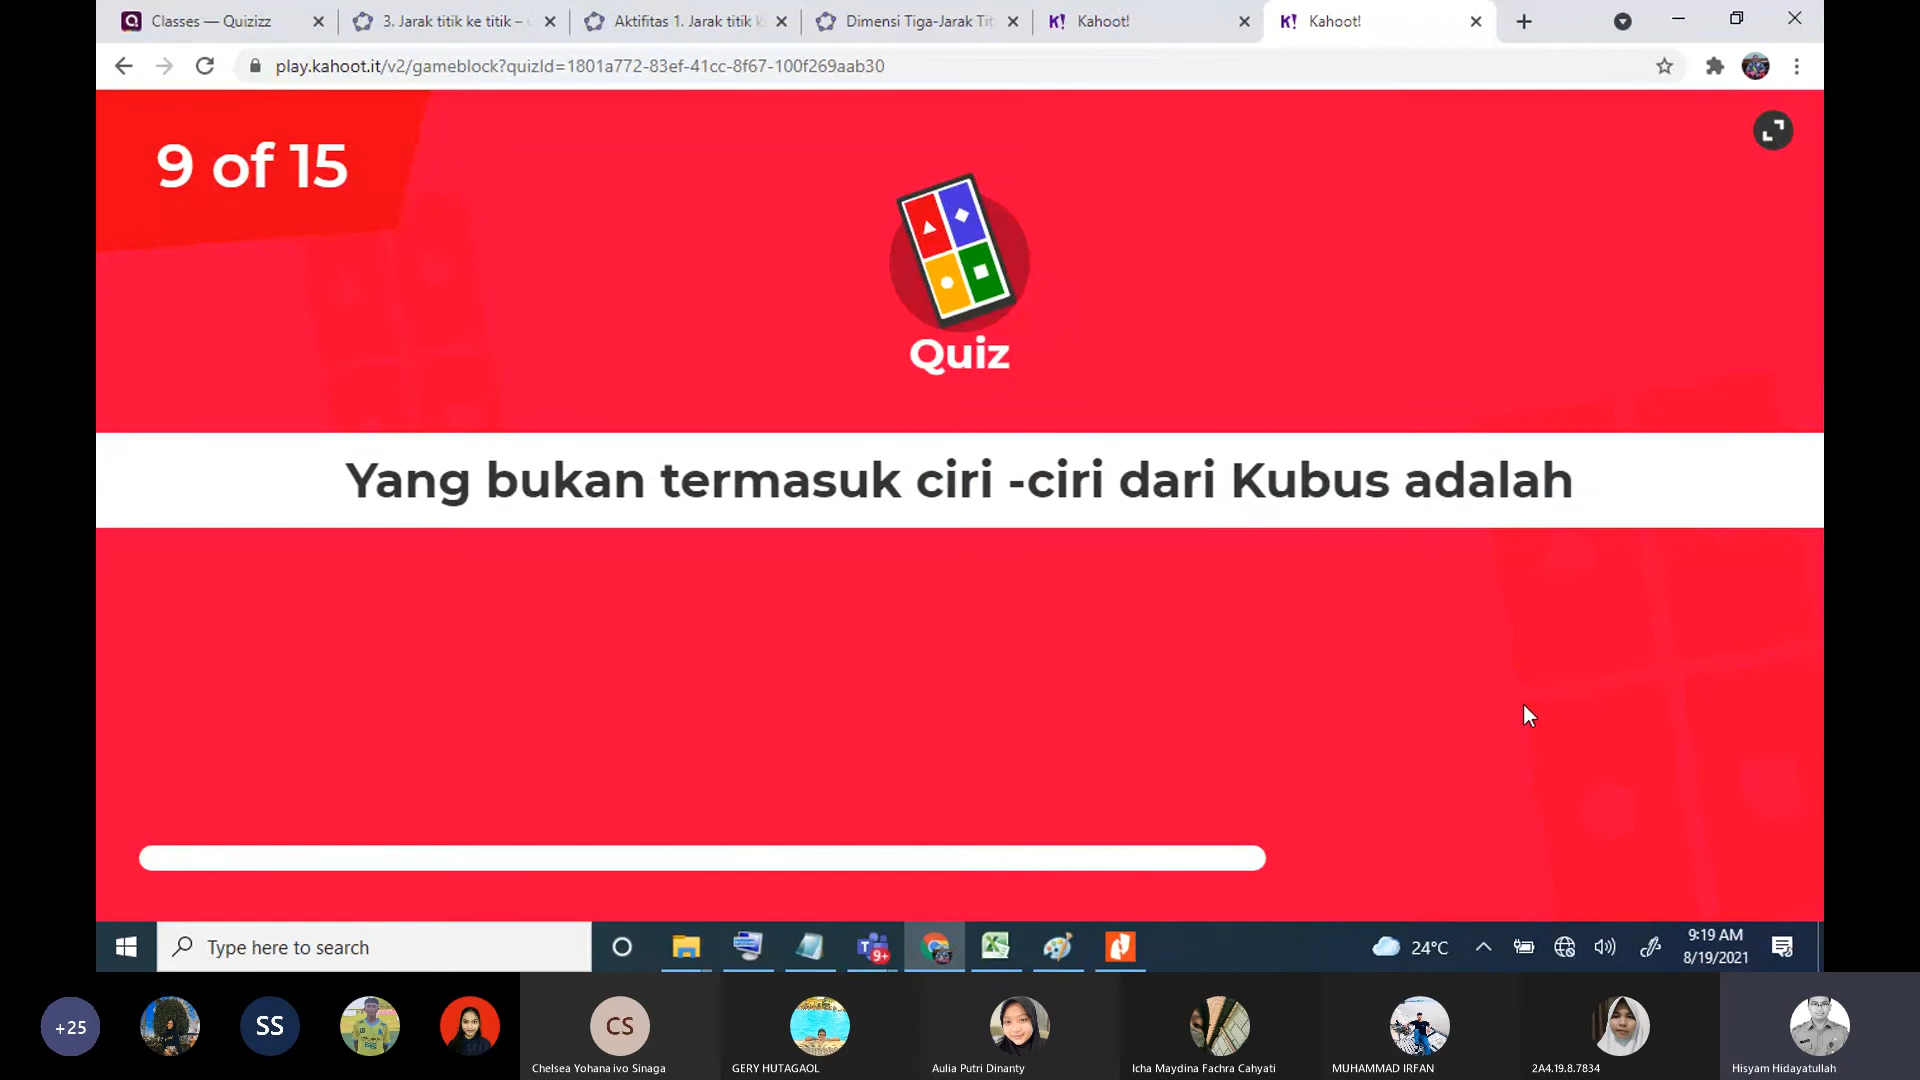 Classes — Quizizz
3. Jarak titik ke titik –
Aktifitas 1. Jarak titik k
Dimensi Tiga-Jarak Tit
K! Kahoot!
K! Kahoot!
play.kahoot.it/v2/gameblock?quizId=1801a772-83ef-41cc-8f67-100f269aab30
9 of 15
Quiz
Yang bukan termasuk ciri -ciri dari Kubus adalah
Type here to search
9+
24°C
9:19 AM
8/19/2021
+25
SS
CS
Chelsea Yohana ivo Sinaga
GERY HUTAGAOL
Aulia Putri Dinanty
Icha Maydina Fachra Cahyati
MUHAMMAD IRFAN
2A4.19.8.7834
Hisyam Hidayatullah